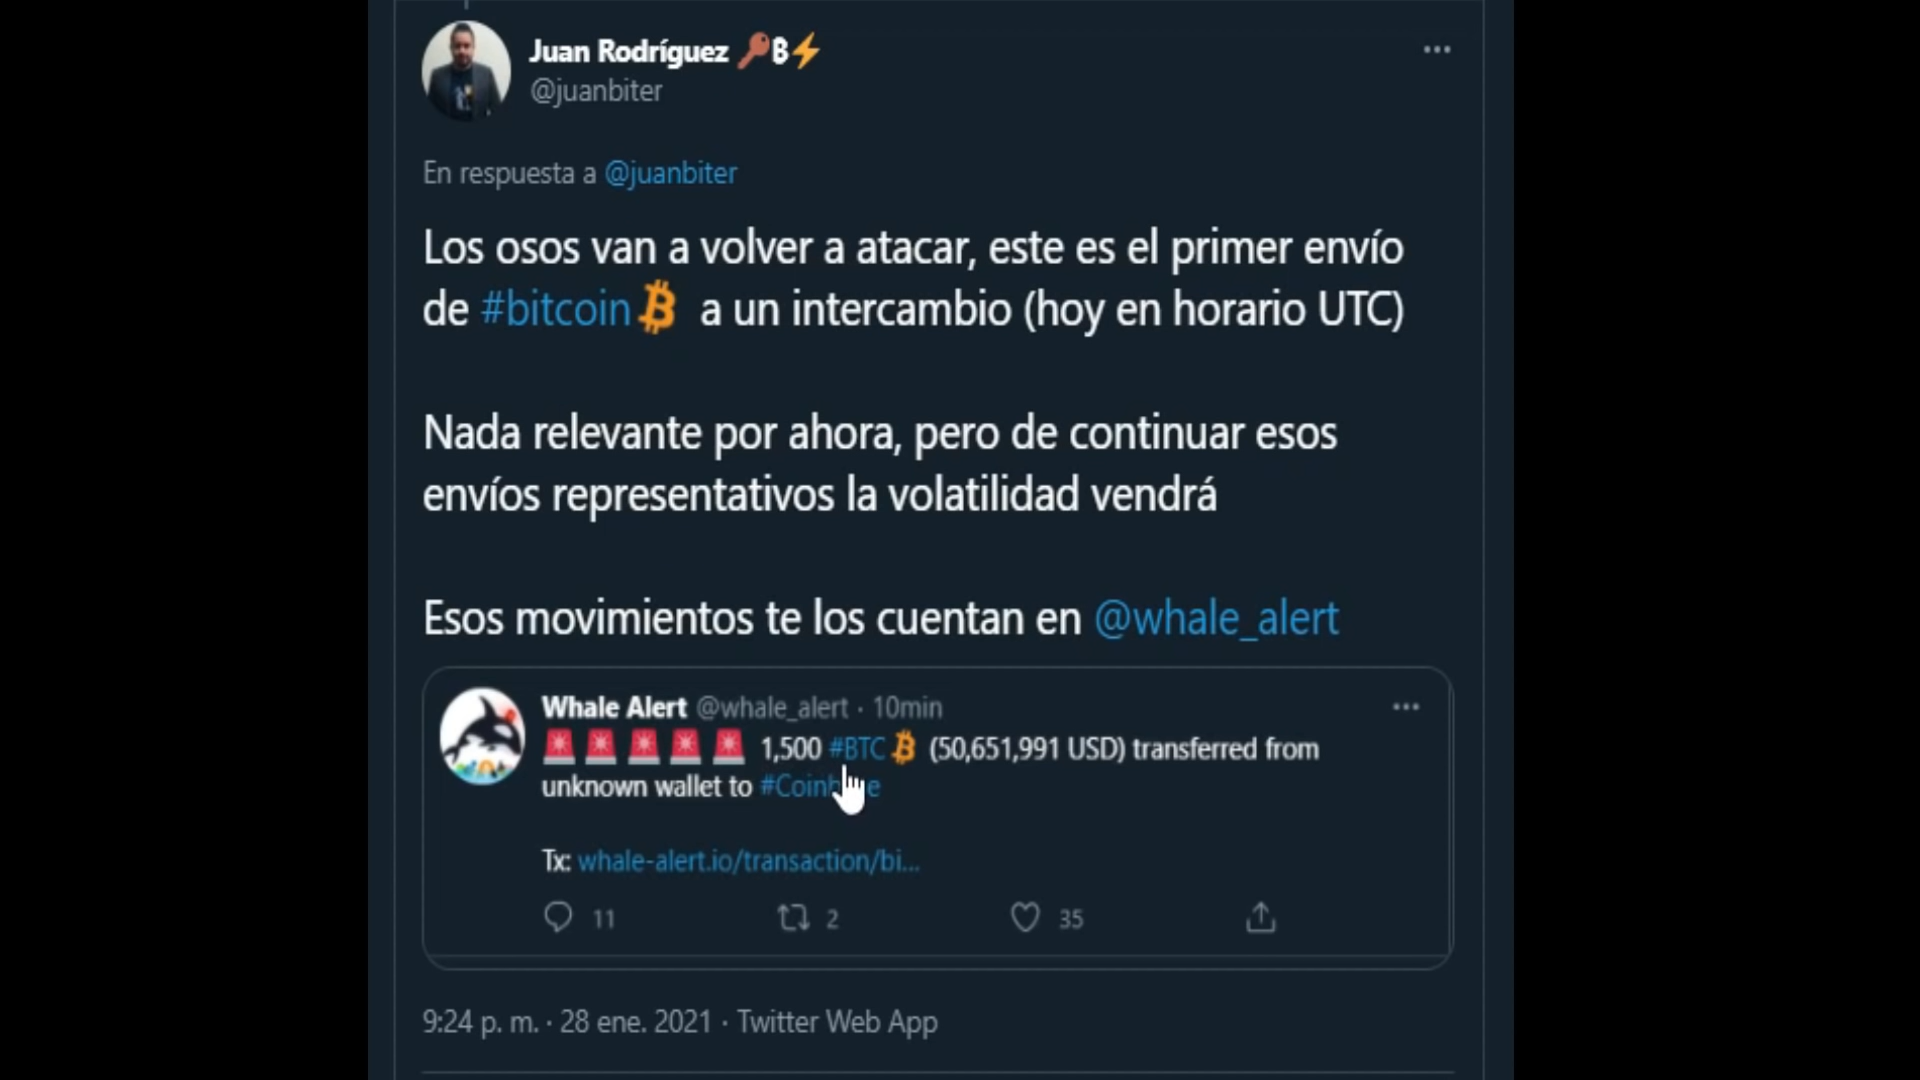 Juan Rodríguez 🔑₿⚡
@juanbiter
En respuesta a @juanbiter
Los osos van a volver a atacar, este es el primer envío
de #bitcoin₿ a un intercambio (hoy en horario UTC)
Nada relevante por ahora, pero de continuar esos
envíos representativos la volatilidad vendrá
Esos movimientos te los cuentan en @whale_alert
Whale Alert @whale_alert · 10min
🚨🚨🚨🚨🚨 1,500 #BTC₿ (50,651,991 USD) transferred from
unknown wallet to
Tx: whale-alert.io/transaction/bi...
11 2 35
9:24 p. m. · 28 ene. 2021 · Twitter Web App